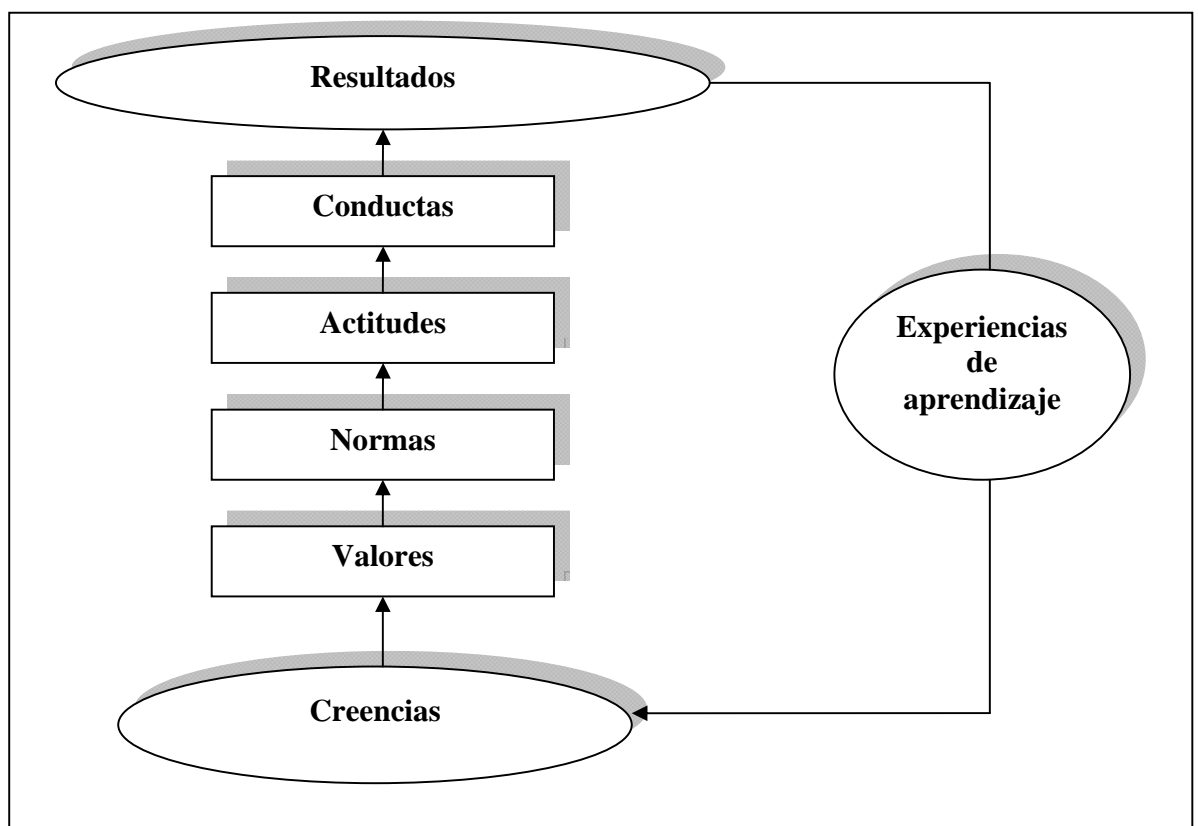 Resultados
Conductas
Actitudes
Experiencias
de
aprendizaje
Normas
Valores
Creencias